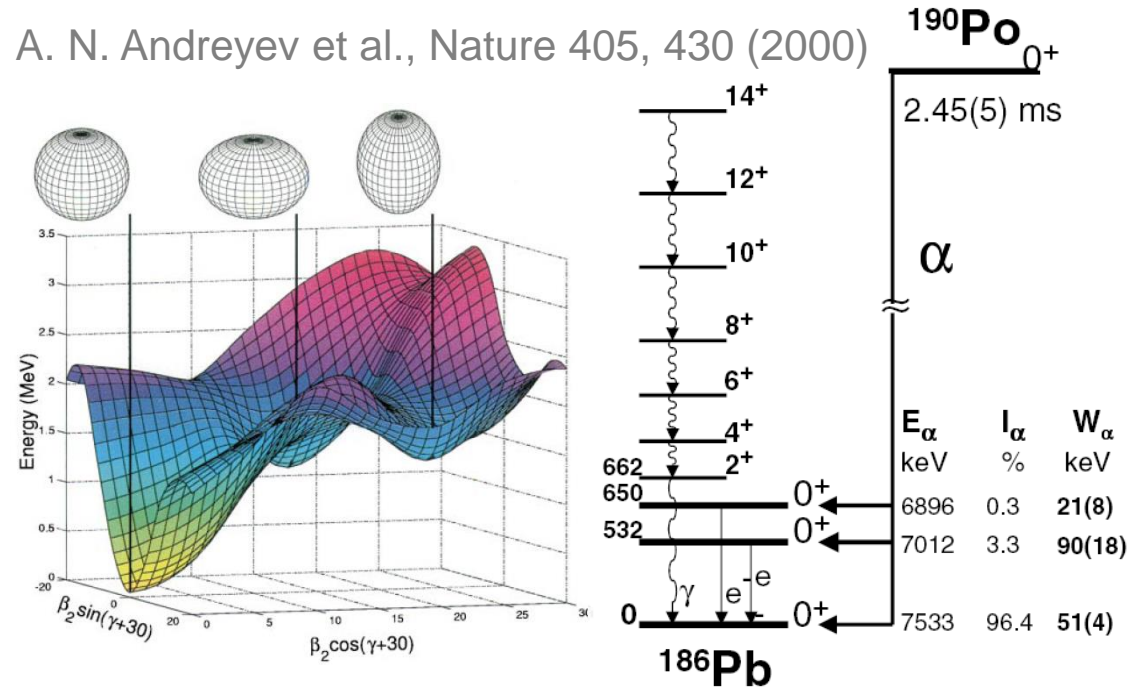 A. N. Andreyev et al., Nature 405, 430 (2000)
3.5
3
2.5
2
1.5
1
0.5
0
Energy (MeV)
-20
0
20
β₂sin(γ+30)
0
5
10
15
20
25
β₂cos(γ+30)
¹⁹⁰Po 0⁺
2.45(5) ms
α
14⁺
12⁺
10⁺
8⁺
6⁺
4⁺
662 2⁺
650 0⁺
532 0⁺
0 0⁺
γ
e⁻
e⁻
¹⁸⁶Pb
Eα Iα Wα
keV % keV
6896 0.3 21(8)
7012 3.3 90(18)
7533 96.4 51(4)